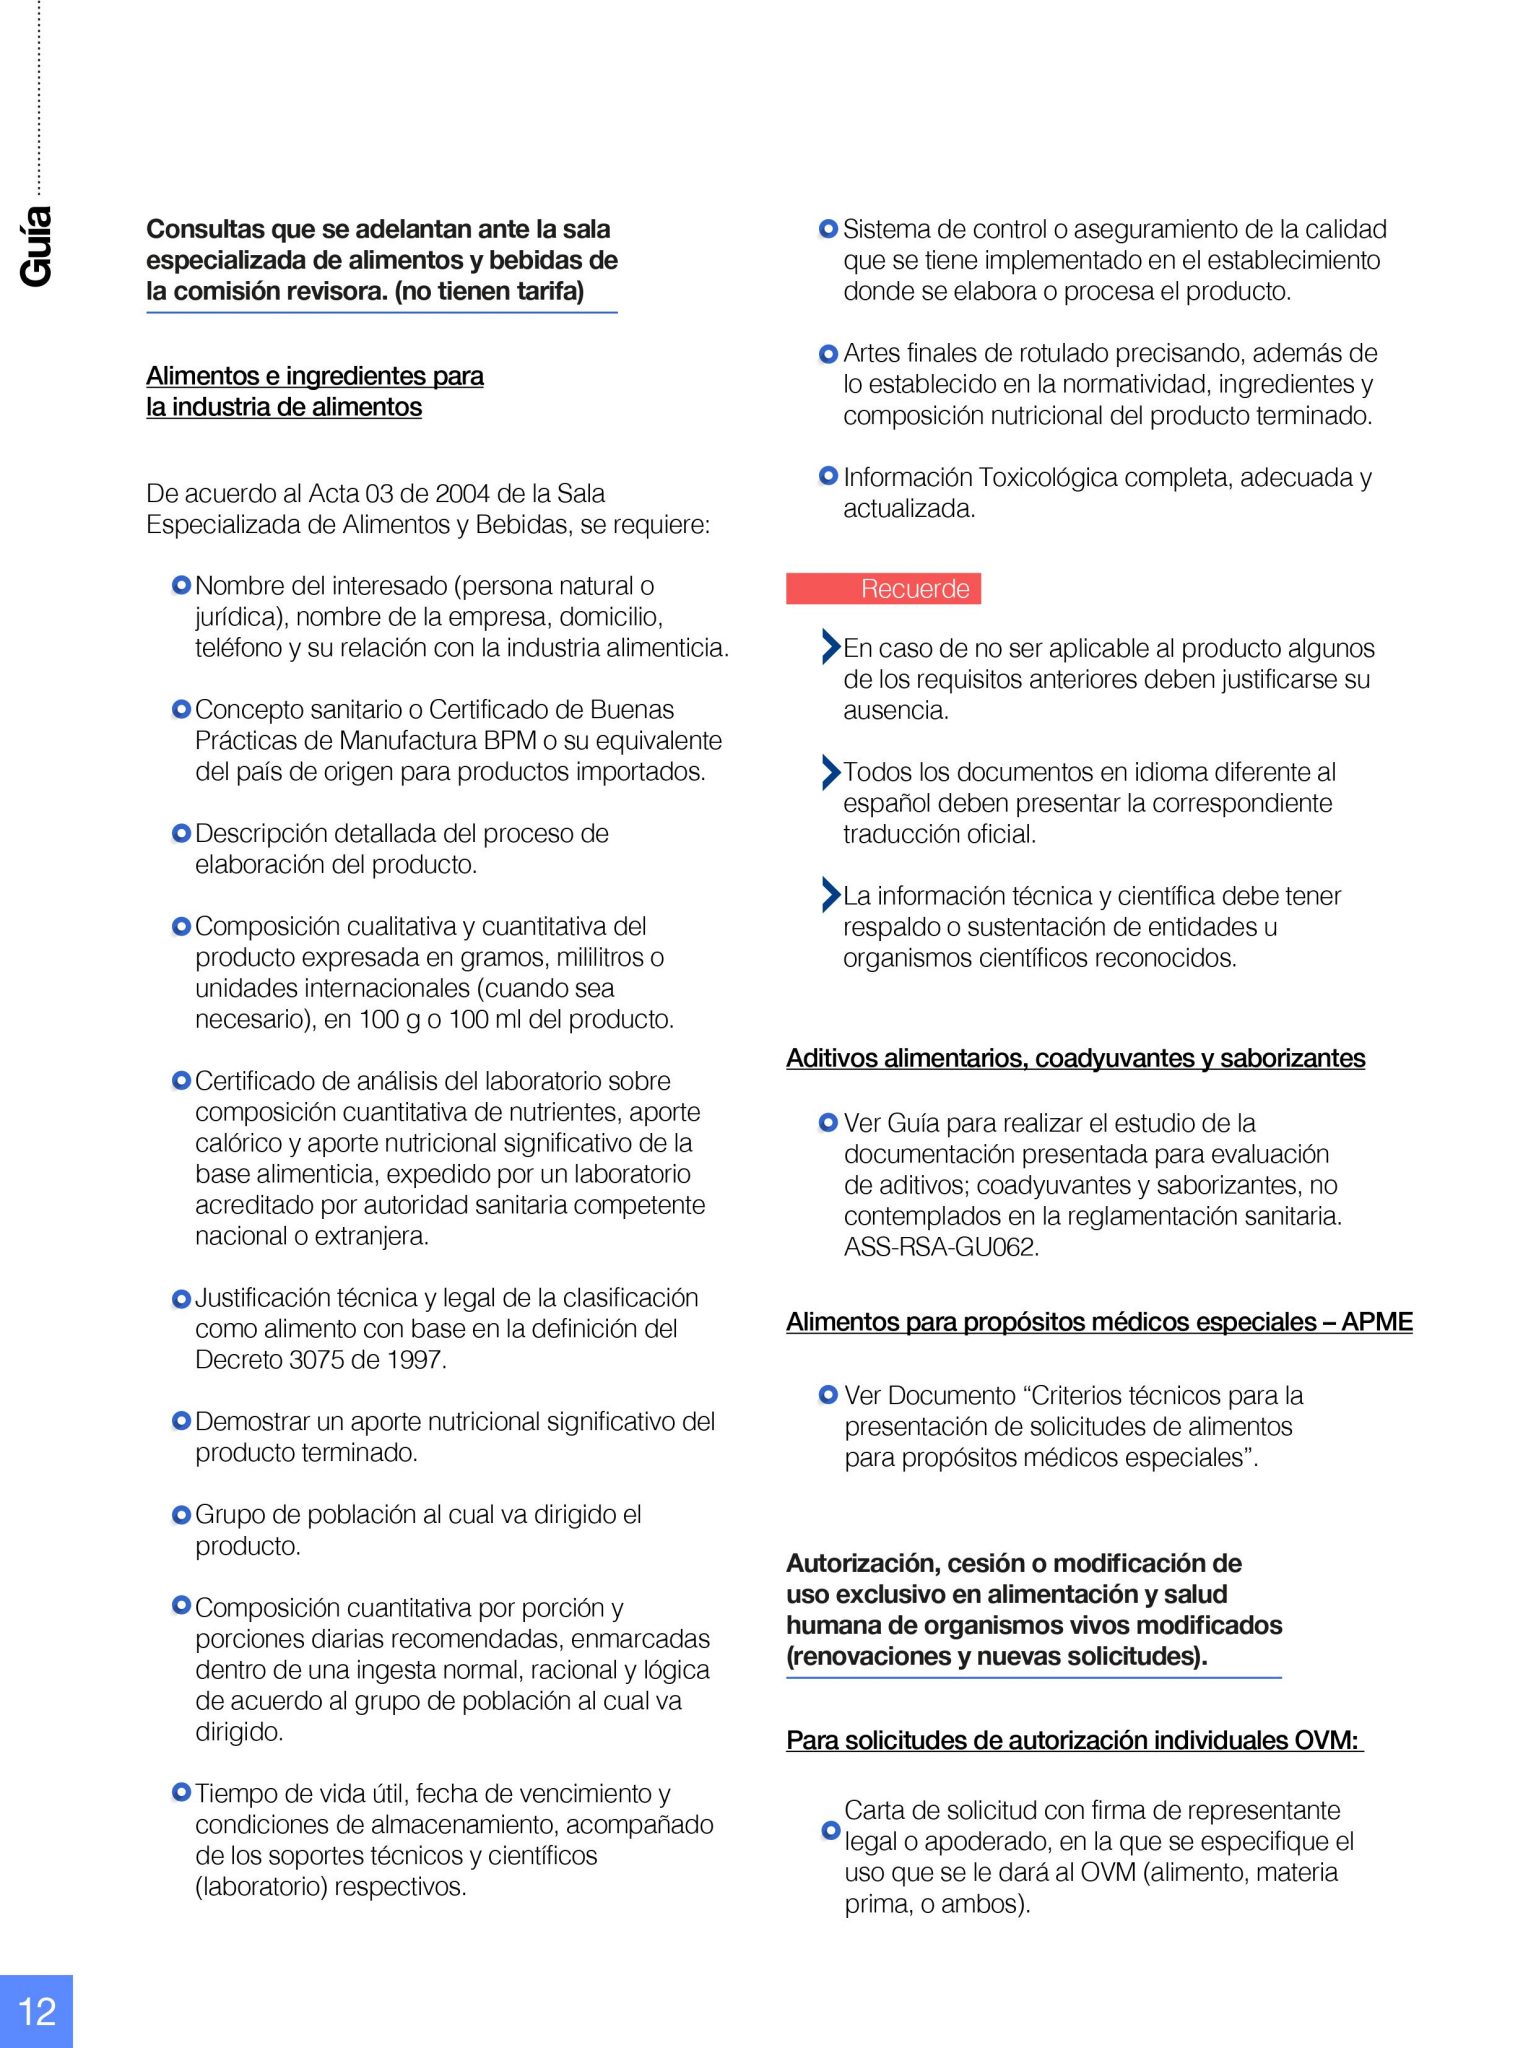 Guía
Consultas que se adelantan ante la sala
especializada de alimentos y bebidas de
la comisión revisora. (no tienen tarifa)
Alimentos e ingredientes para
la industria de alimentos
De acuerdo al Acta 03 de 2004 de la Sala
Especializada de Alimentos y Bebidas, se requiere:
Nombre del interesado (persona natural o
jurídica), nombre de la empresa, domicilio,
teléfono y su relación con la industria alimenticia.
Concepto sanitario o Certificado de Buenas
Prácticas de Manufactura BPM o su equivalente
del país de origen para productos importados.
Descripción detallada del proceso de
elaboración del producto.
Composición cualitativa y cuantitativa del
producto expresada en gramos, mililitros o
unidades internacionales (cuando sea
necesario), en 100 g o 100 ml del producto.
Certificado de análisis del laboratorio sobre
composición cuantitativa de nutrientes, aporte
calórico y aporte nutricional significativo de la
base alimenticia, expedido por un laboratorio
acreditado por autoridad sanitaria competente
nacional o extranjera.
Justificación técnica y legal de la clasificación
como alimento con base en la definición del
Decreto 3075 de 1997.
Demostrar un aporte nutricional significativo del
producto terminado.
Grupo de población al cual va dirigido el
producto.
Composición cuantitativa por porción y
porciones diarias recomendadas, enmarcadas
dentro de una ingesta normal, racional y lógica
de acuerdo al grupo de población al cual va
dirigido.
Tiempo de vida útil, fecha de vencimiento y
condiciones de almacenamiento, acompañado
de los soportes técnicos y científicos
(laboratorio) respectivos.
Sistema de control o aseguramiento de la calidad
que se tiene implementado en el establecimiento
donde se elabora o procesa el producto.
Artes finales de rotulado precisando, además de
lo establecido en la normatividad, ingredientes y
composición nutricional del producto terminado.
Información Toxicológica completa, adecuada y
actualizada.
Recuerde
En caso de no ser aplicable al producto algunos
de los requisitos anteriores deben justificarse su
ausencia.
Todos los documentos en idioma diferente al
español deben presentar la correspondiente
traducción oficial.
La información técnica y científica debe tener
respaldo o sustentación de entidades u
organismos científicos reconocidos.
Aditivos alimentarios, coadyuvantes y saborizantes
Ver Guía para realizar el estudio de la
documentación presentada para evaluación
de aditivos; coadyuvantes y saborizantes, no
contemplados en la reglamentación sanitaria.
ASS-RSA-GU062.
Alimentos para propósitos médicos especiales – APME
Ver Documento “Criterios técnicos para la
presentación de solicitudes de alimentos
para propósitos médicos especiales”.
Autorización, cesión o modificación de
uso exclusivo en alimentación y salud
humana de organismos vivos modificados
(renovaciones y nuevas solicitudes).
Para solicitudes de autorización individuales OVM:
Carta de solicitud con firma de representante
legal o apoderado, en la que se especifique el
uso que se le dará al OVM (alimento, materia
prima, o ambos).
12